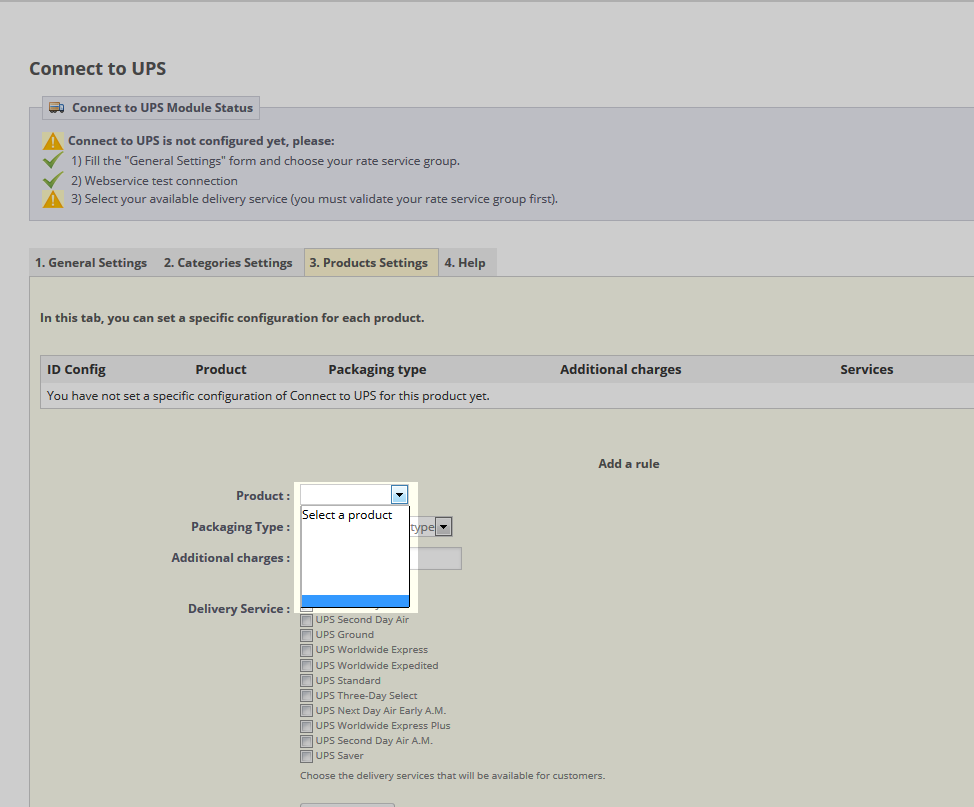 Connect to UPS
Connect to UPS Module Status
Connect to UPS is not configured yet, please:
1) Fill the "General Settings" form and choose your rate service group.
2) Webservice test connection
3) Select your available delivery service (you must validate your rate service group first).
1. General Settings 2. Categories Settings 3. Products Settings 4. Help
In this tab, you can set a specific configuration for each product.
ID Config Product Packaging type Additional charges Services
You have not set a specific configuration of Connect to UPS for this product yet.
Add a rule
Product :
Select a product
Packaging Type : type
Additional charges :
Delivery Service :
UPS Second Day Air
UPS Ground
UPS Worldwide Express
UPS Worldwide Expedited
UPS Standard
UPS Three-Day Select
UPS Next Day Air Early A.M.
UPS Worldwide Express Plus
UPS Second Day Air A.M.
UPS Saver
Choose the delivery services that will be available for customers.